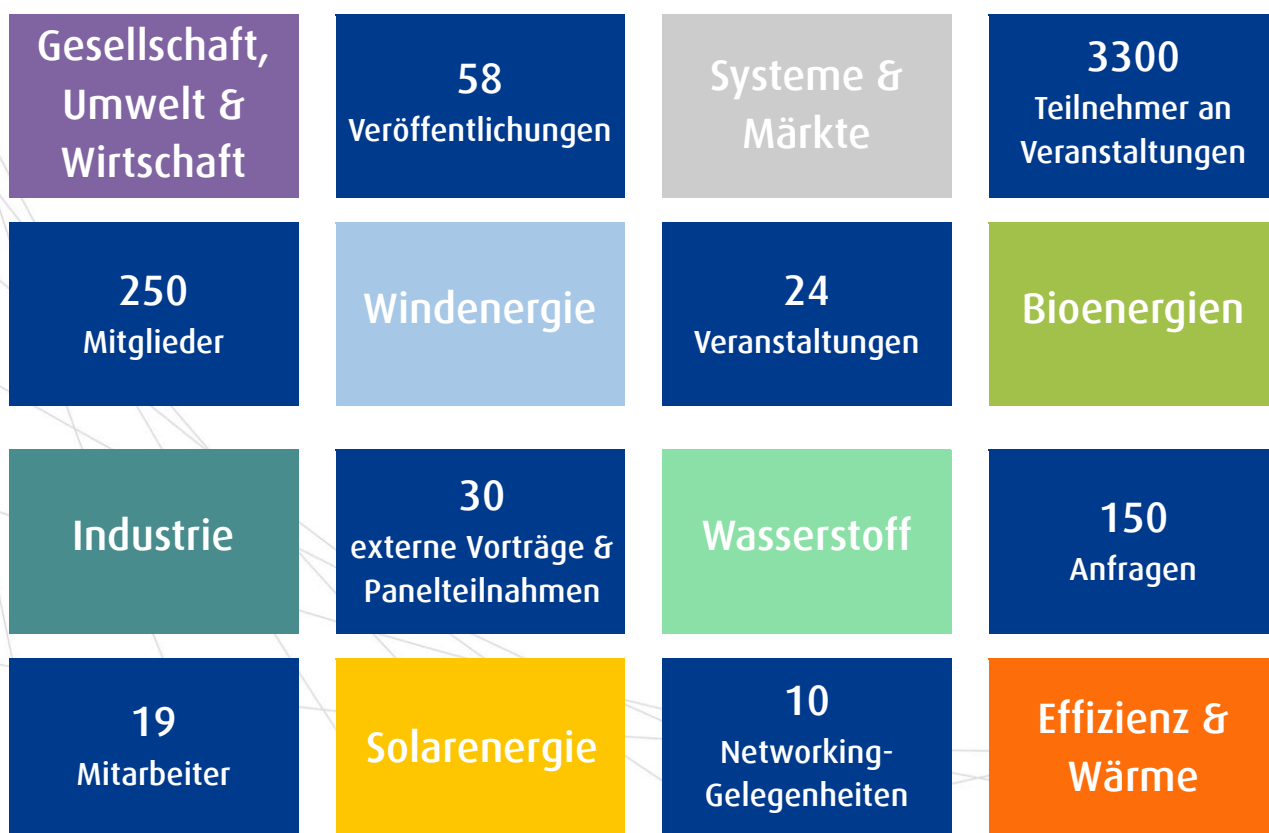 Gesellschaft,
Umwelt &
Wirtschaft
58
Veröffentlichungen
Systeme &
Märkte
3300
Teilnehmer an
Veranstaltungen
250
Mitglieder
Windenergie
24
Veranstaltungen
Bioenergien
Industrie
30
externe Vorträge &
Panelteilnahmen
Wasserstoff
150
Anfragen
19
Mitarbeiter
Solarenergie
10
Networking-
Gelegenheiten
Effizienz &
Wärme